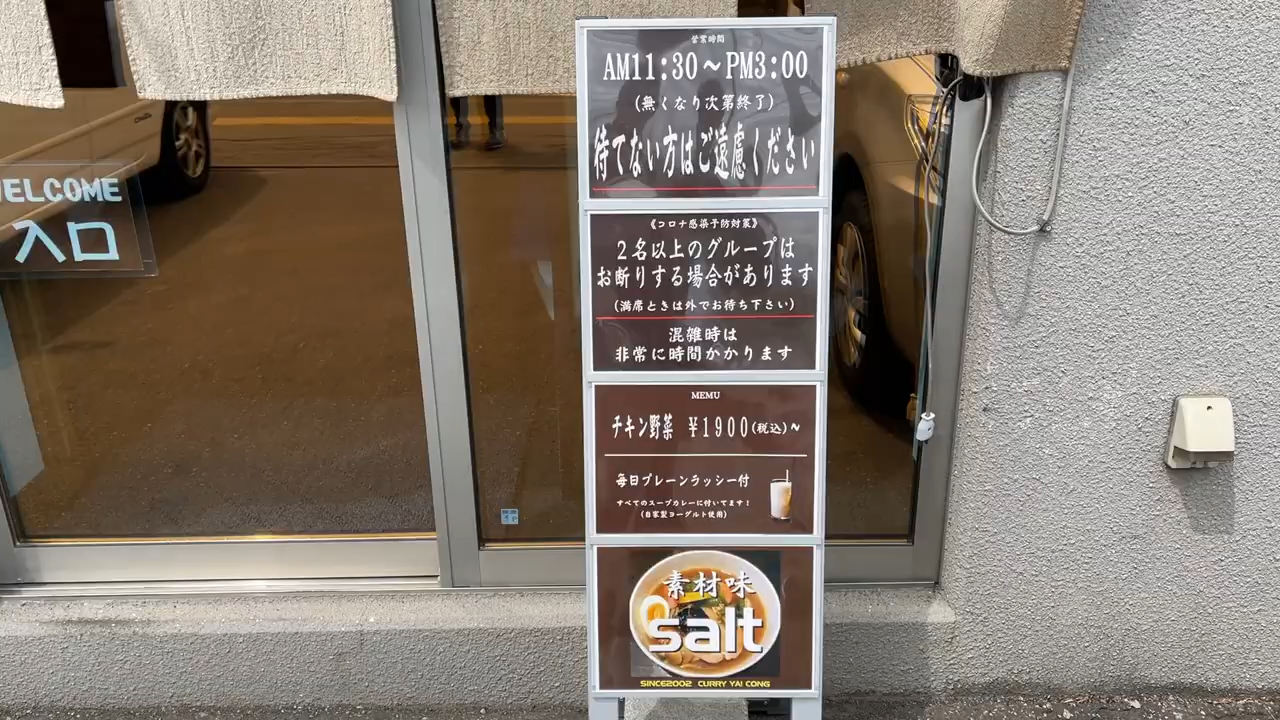 WELCOME
入口
営業時間
AM11:30～PM3:00
(無くなり次第終了)
待てない方はご遠慮ください
《コロナ感染予防対策》
２名以上のグループは
お断りする場合があります
(満席ときは外でお待ち下さい)
混雑時は
非常に時間かかります
MEMU
チキン野菜 ¥1900(税込)～
毎日プレーンラッシー付
すべてのスープカレーに付いてます！
(自家製ヨーグルト使用)
素材味
salt
SINCE2002 CURRY YAI CONG